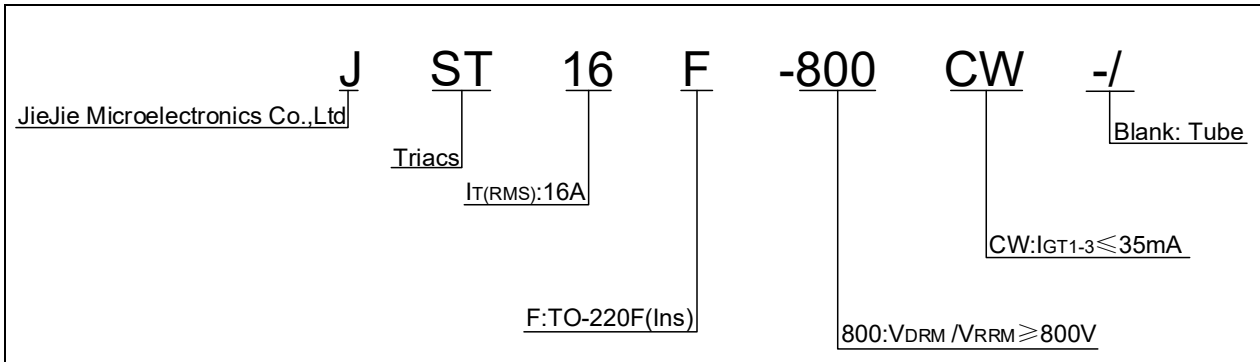 J ST 16 F -800 CW -/
JieJie Microelectronics Co.,Ltd
Blank: Tube
Triacs
IT(RMS):16A
CW:IGT1-3≤35mA
F:TO-220F(Ins)
800:VDRM /VRRM≥800V